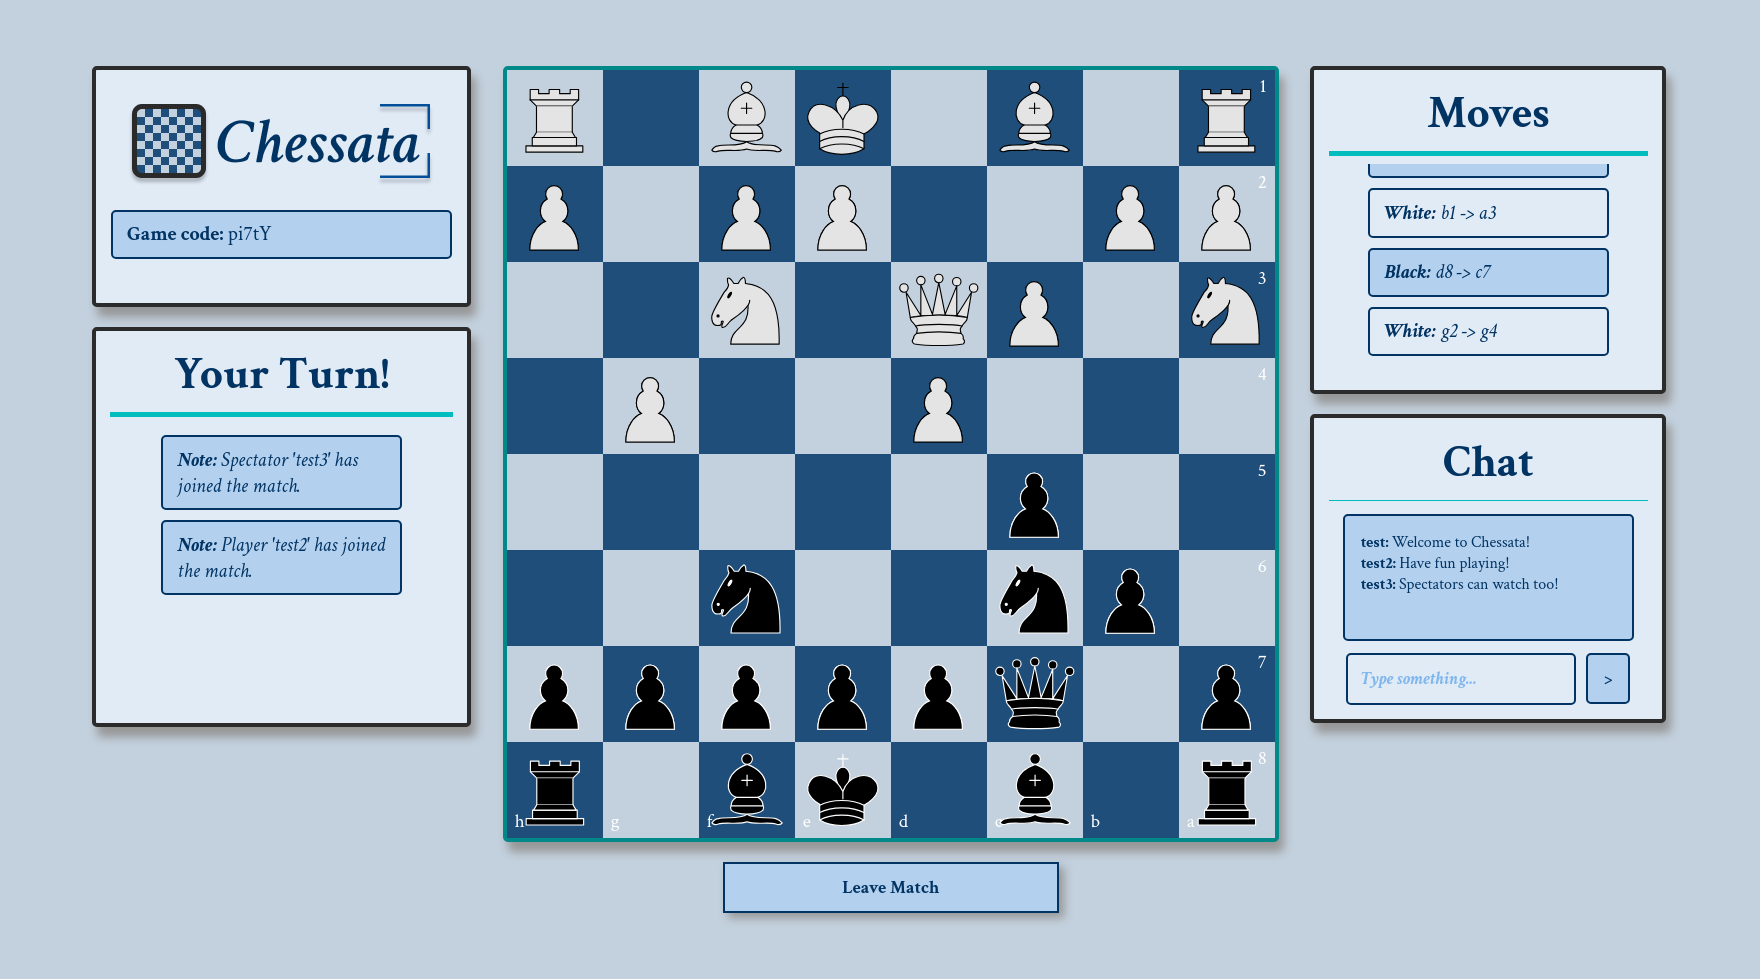 Chessata
Game code: pi7tY
Your Turn!
Note: Spectator 'test3' has
joined the match.
Note: Player 'test2' has joined
the match.
1
2
3
4
5
6
7
8
h
g
f
e
d
c
b
a
Leave Match
Moves
White: b1 -> a3
Black: d8 -> c7
White: g2 -> g4
Chat
test: Welcome to Chessata!
test2: Have fun playing!
test3: Spectators can watch too!
Type something...
>